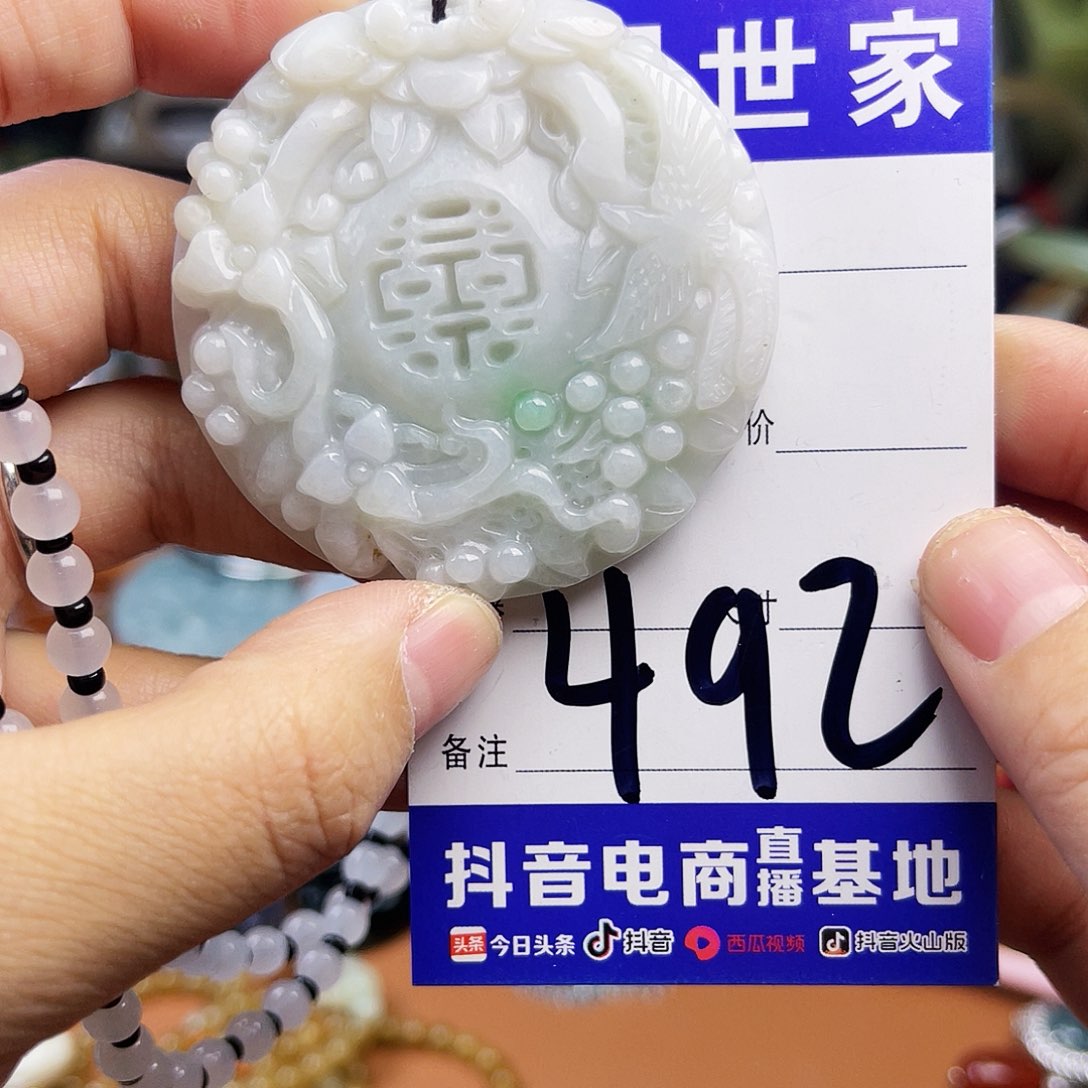 世家
价
492
备注
抖音电商直播基地
头条 今日头条 抖音 西瓜视频 抖音火山版